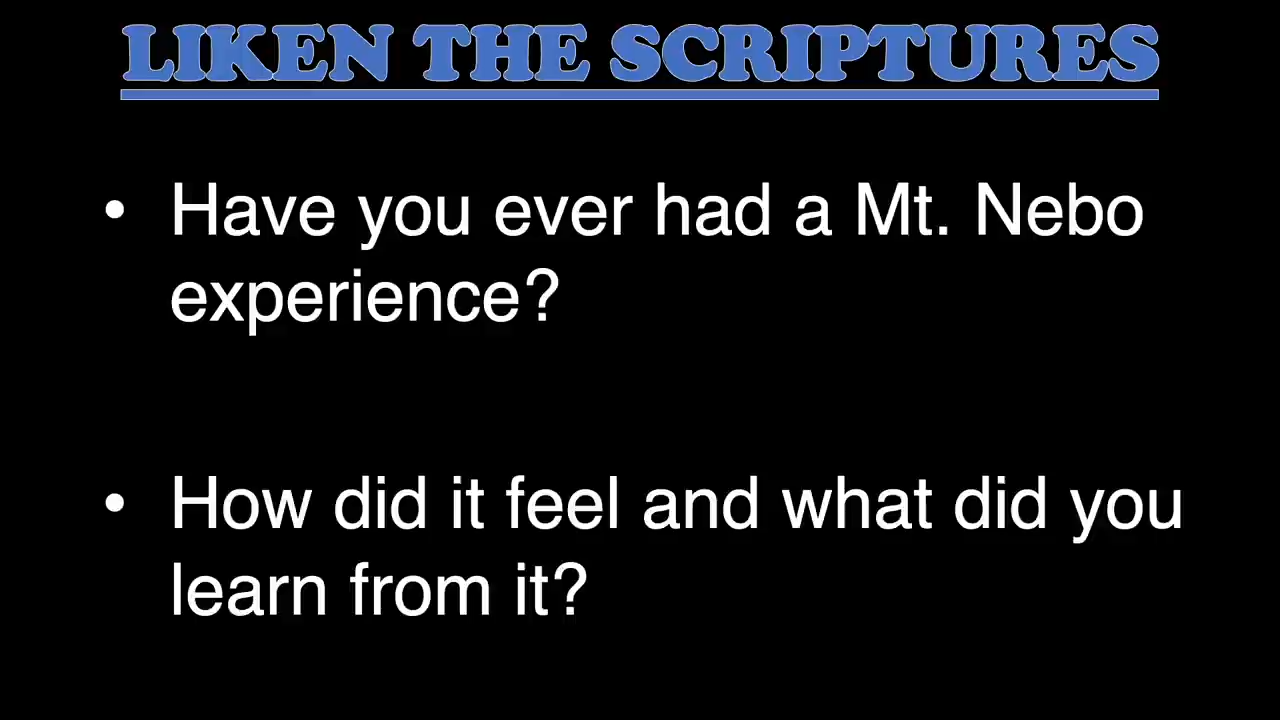 LIKEN THE SCRIPTURES
• Have you ever had a Mt. Nebo
experience?
• How did it feel and what did you
learn from it?